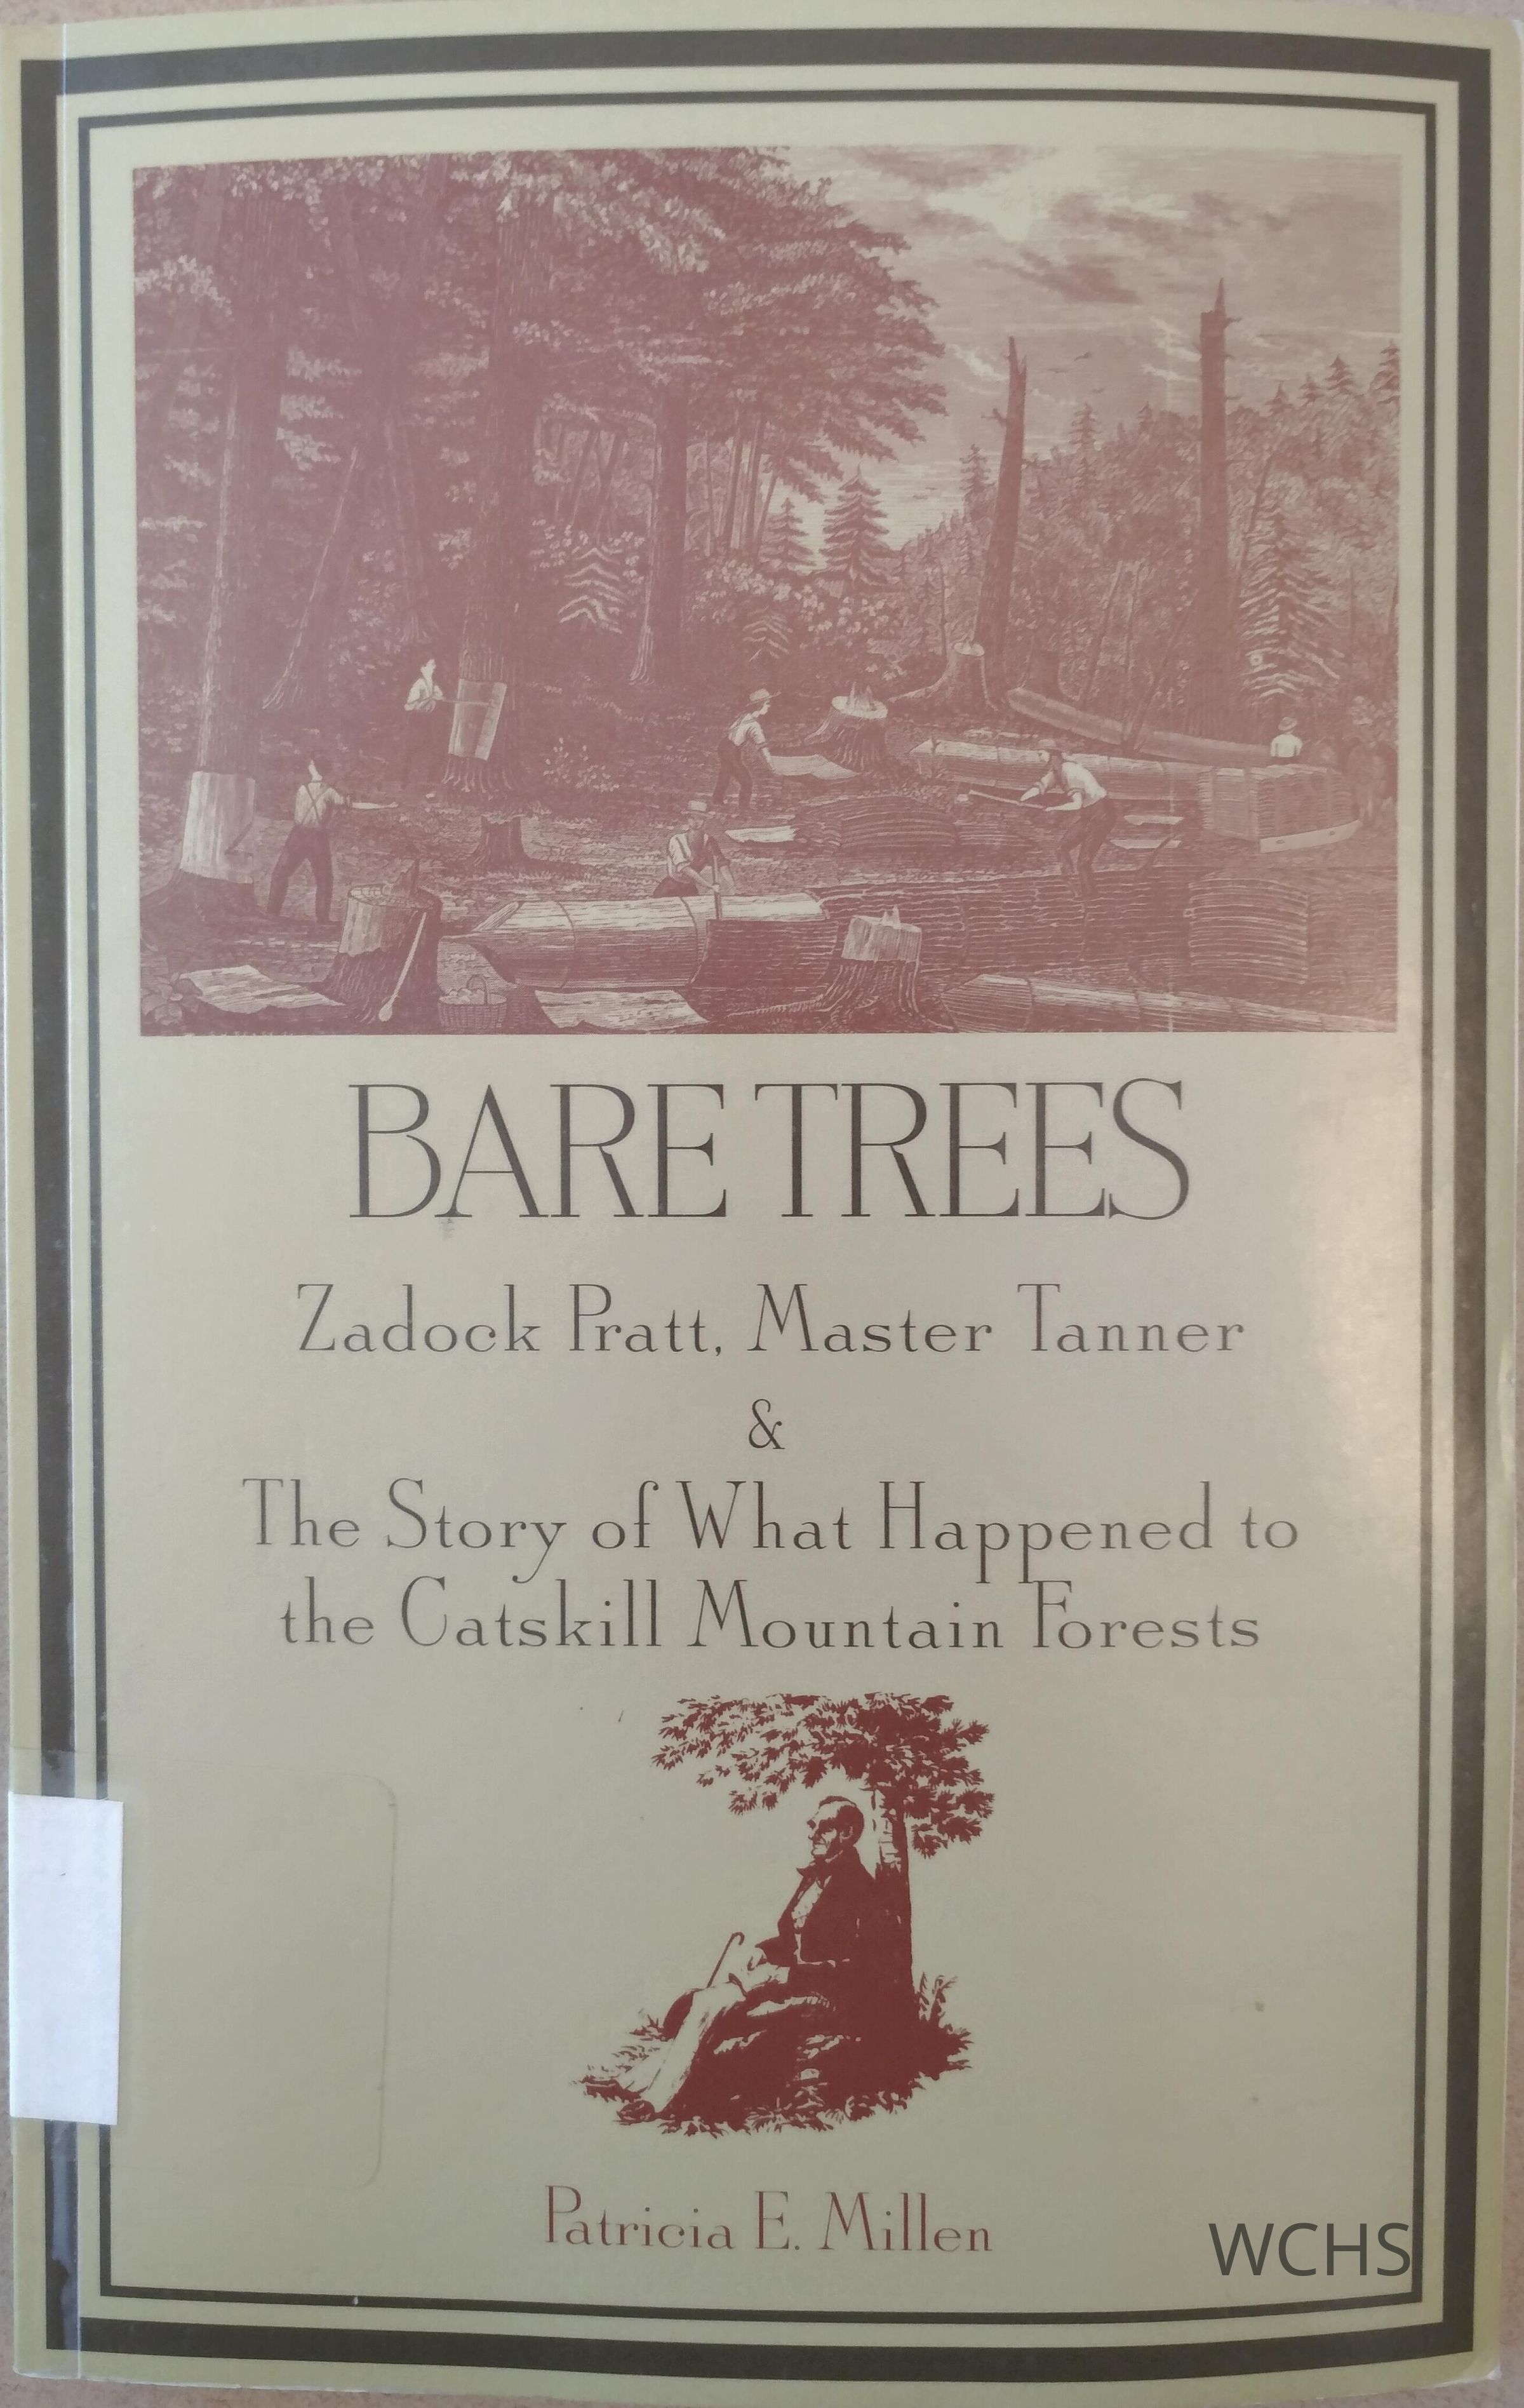 BARE TREES
Zadock Pratt, Master Tanner
&
The Story of What Happened to
the Catskill Mountain Forests
Patricia E. Millen
WCHS